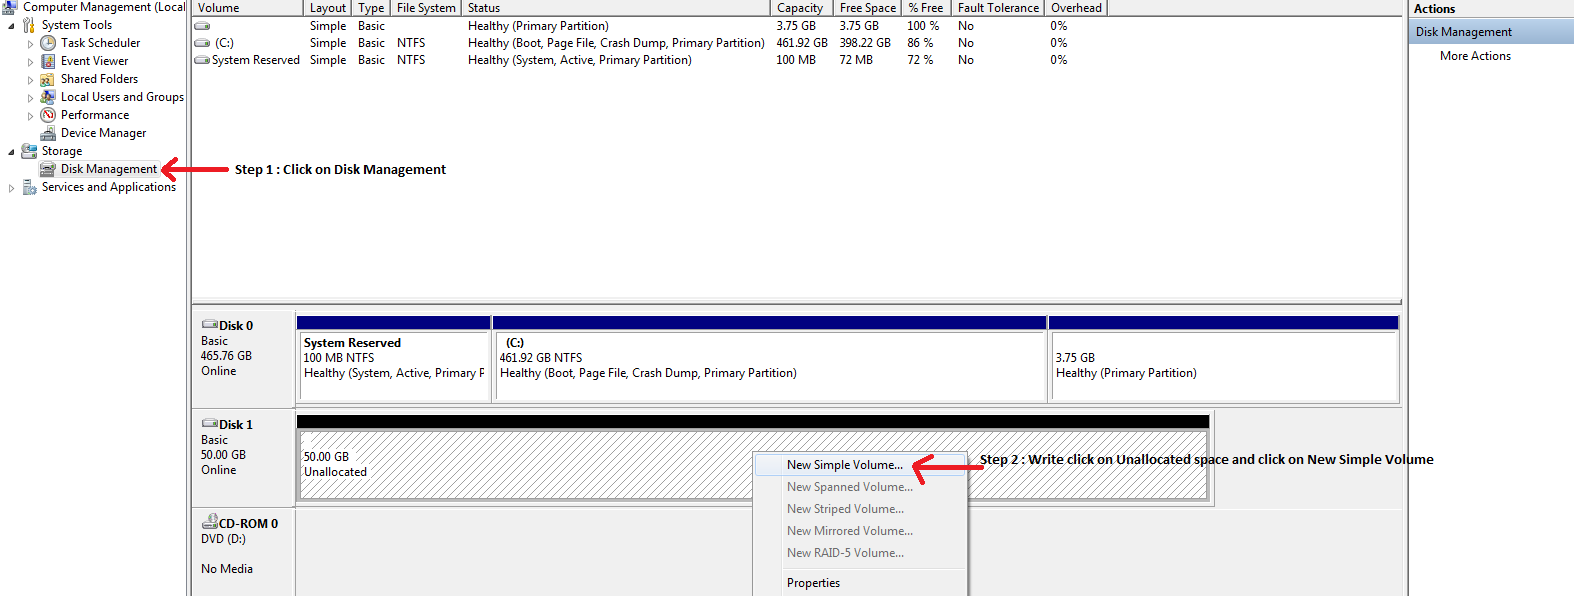 Computer Management (Local
System Tools
Task Scheduler
Event Viewer
Shared Folders
Local Users and Groups
Performance
Device Manager
Storage
Disk Management
Services and Applications
Step 1 : Click on Disk Management
Volume Layout Type File System Status Capacity Free Space % Free Fault Tolerance Overhead
Simple Basic Healthy (Primary Partition) 3.75 GB 3.75 GB 100 % No 0%
(C:) Simple Basic NTFS Healthy (Boot, Page File, Crash Dump, Primary Partition) 461.92 GB 398.22 GB 86 % No 0%
System Reserved Simple Basic NTFS Healthy (System, Active, Primary Partition) 100 MB 72 MB 72 % No 0%
Disk 0
Basic
465.76 GB
Online
System Reserved
100 MB NTFS
Healthy (System, Active, Primary P
(C:)
461.92 GB NTFS
Healthy (Boot, Page File, Crash Dump, Primary Partition)
3.75 GB
Healthy (Primary Partition)
Disk 1
Basic
50.00 GB
Online
50.00 GB
Unallocated
New Simple Volume...
New Spanned Volume...
New Striped Volume...
New Mirrored Volume...
New RAID-5 Volume...
Properties
Step 2 : Write click on Unallocated space and click on New Simple Volume
CD-ROM 0
DVD (D:)
No Media
Actions
Disk Management
More Actions